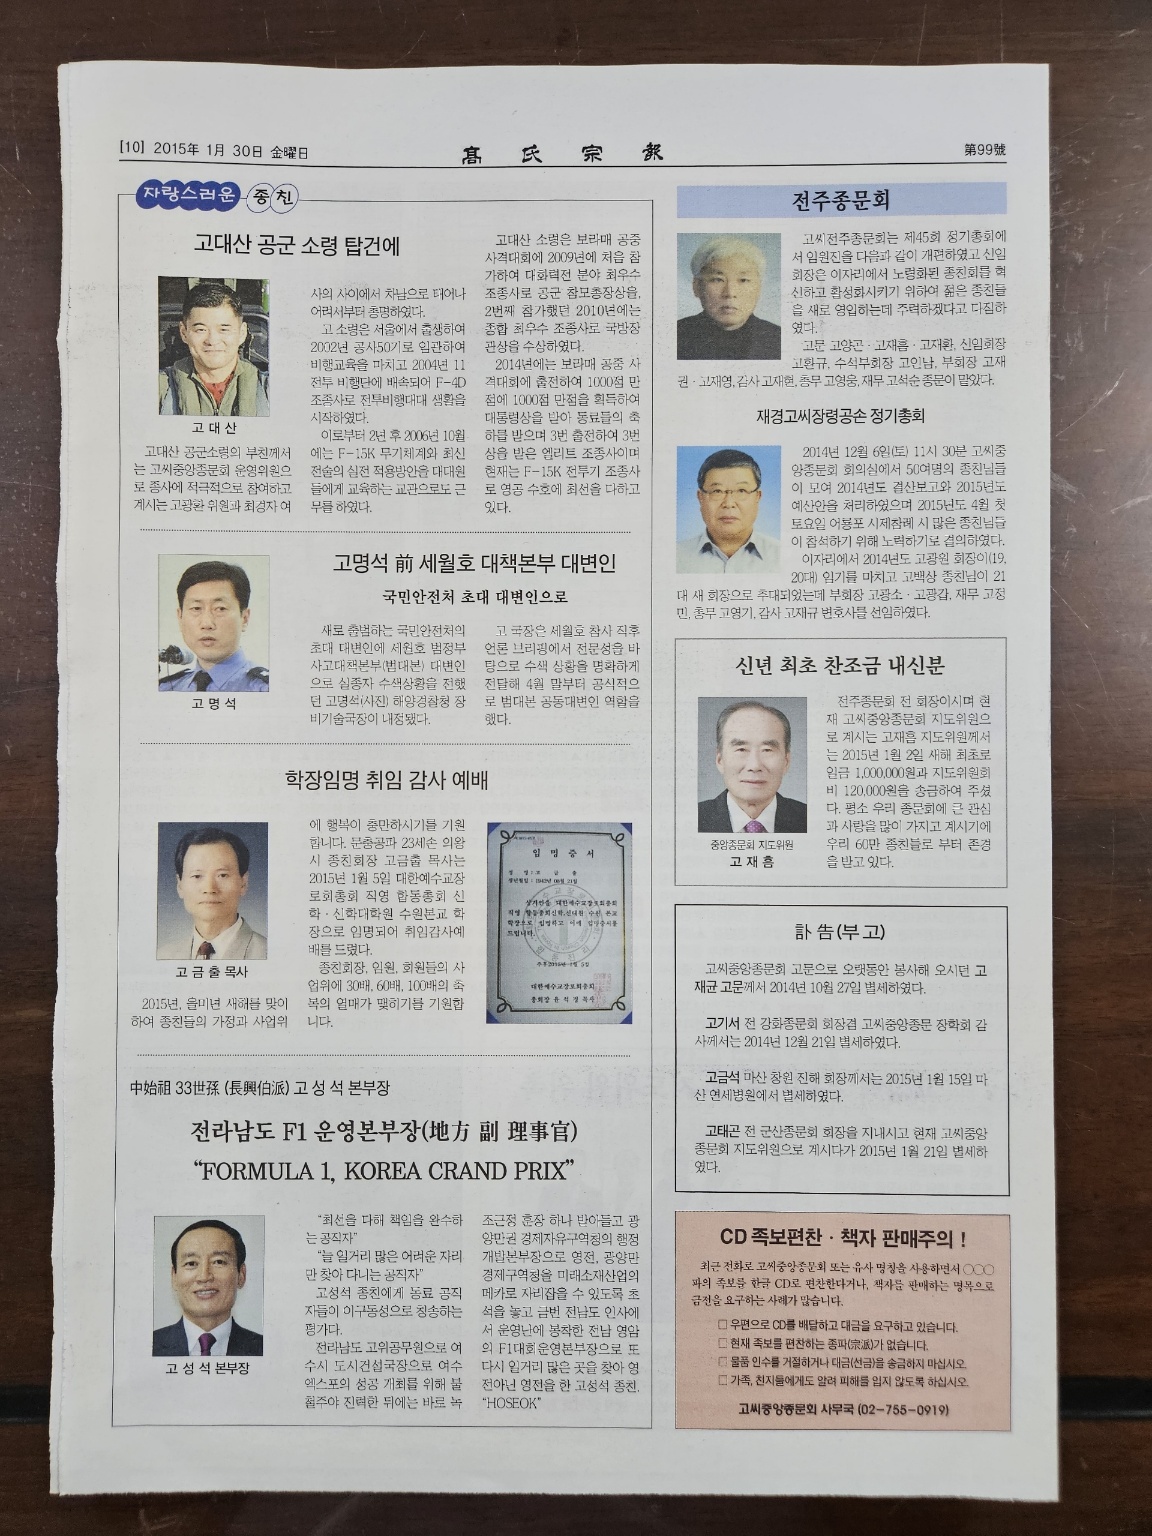 [10] 2015年 1月 30日 金曜日
高 氏 宗 報
第99號
자랑스러운 종친
고대산 공군 소령 탑건에
고 대 산
고대산 공군소령의 부친께서
는 고씨중앙종문회 운영위원으
로 종사에 적극적으로 참여하고
계시는 고광환 위원과 최경자 여
사의 사이에서 차남으로 태어나
어려서부터 총명하였다.
고 소령은 서울에서 출생하여
2002년 공사50기로 임관하여
비행교육을 마치고 2004년 11
전투 비행단에 배속되어 F-4D
조종사로 전투비행대대 생활을
시작하였다.
이로부터 2년 후 2006년 10월
에는 F-15K 무기체계와 최신
전술의 실전 적용방안을 대대원
들에게 교육하는 교관으로도 근
무를 하였다.
고대산 소령은 보라매 공중
사격대회에 2009년에 처음 참
가하여 대화력전 분야 최우수
조종사로 공군 참모총장상을,
2번째 참가했던 2010년에는
종합 최우수 조종사로 국방장
관상을 수상하였다.
2014년에는 보라매 공중 사
격대회에 출전하여 1000점 만
점에 1000점 만점을 획득하여
대통령상을 받아 동료들의 축
하를 받으며 3번 출전하여 3번
상을 받은 엘리트 조종사이며
현재는 F-15K 전투기 조종사
로 영공 수호에 최선을 다하고
있다.
고명석 前 세월호 대책본부 대변인
국민안전처 초대 대변인으로
고 명 석
새로 출범하는 국민안전처의
초대 대변인에 세월호 범정부
사고대책본부(범대본) 대변인
으로 실종자 수색상황을 전했
던 고명석(사진) 해양경찰청 장
비기술국장이 내정됐다.
고 국장은 세월호 참사 직후
언론 브리핑에서 전문성을 바
탕으로 수색 상황을 명확하게
전달해 4월 말부터 공식적으
로 범대본 공동대변인 역할을
했다.
학장임명 취임 감사 예배
고 금 출 목사
2015년, 을미년 새해를 맞이
하여 종친들의 가정과 사업위
에 행복이 충만하시기를 기원
합니다. 문충공파 23세손 의왕
시 종친회장 고금출 목사는
2015년 1월 5일 대한예수교장
로회총회 직영 합동총회 신
학·신학대학원 수원본교 학
장으로 임명되어 취임감사예
배를 드렸다.
종친회장, 임원, 회원들의 사
업위에 30배, 60배, 100배의 축
복의 열매가 맺히기를 기원합
니다.
임 명 증 서
성 명 : 고 금 출
상기인을 대한예수교장로회총회
직영 합동총회신학,신대원 수원 본교
학장으로 임명하고 이에 임명증서를
드립니다.
주후2015年 1月 5일
대한예수교장로회총회
中始祖 33世孫 (長興伯派) 고 성 석 본부장
전라남도 F1 운영본부장(地方 副 理事官)
“FORMULA 1, KOREA CRAND PRIX”
고 성 석 본부장
“최선을 다해 책임을 완수하
는 공직자”
“늘 일거리 많은 어려운 자리
만 찾아 다니는 공직자”
고성석 종친에게 동료 공직
자들이 이구동성으로 칭송하는
평가다.
전라남도 고위공무원으로 여
수시 도시건설국장으로 여수
엑스포의 성공 개최를 위해 불
철주야 진력한 뒤에는 바로 녹
조근정 훈장 하나 받아들고 광
양만권 경제자유구역청의 행정
개발본부장으로 영전, 광양만
경제구역청을 미래소재산업의
메카로 자리잡을 수 있도록 초
석을 놓고 금번 전남도 인사에
서 운영난에 봉착한 전남 영암
의 F1대회운영본부장으로 또
다시 일거리 많은 곳을 찾아 영
전아닌 영전을 한 고성석 종친.
“HOSEOK”
전주종문회
고씨전주종문회는 제45회 정기총회에
서 임원진을 다음과 같이 개편하였고 신임
회장은 이자리에서 노령화된 종친회를 혁
신하고 활성화시키기 위하여 젊은 종친들
을 새로 영입하는데 주력하겠다고 다짐하
였다.
고문 고양곤·고재흠·고재환, 신임회장
고황규, 수석부회장 고인남, 부회장 고재
권·고재영, 감사 고재현, 총무 고영웅, 재무 고석순 종문이 맡았다.
재경고씨장령공손 정기총회
2014년 12월 6일(토) 11시 30분 고씨중
앙종문회 회의실에서 50여명의 종친님들
이 모여 2014년도 결산보고와 2015년도
예산안을 처리하였으며 2015년도 4월 첫
토요일 어룡포 시제참례 시 많은 종친님들
이 참석하기 위해 노력하기로 결의하였다.
이자리에서 2014년도 고광원 회장이(19,
20대) 임기를 마치고 고백상 종친님이 21
대 새 회장으로 추대되었는데 부회장 고광소·고광갑, 재무 고정
민, 총무 고영기, 감사 고재규 변호사를 선임하였다.
신년 최초 찬조금 내신분
중앙종문회 지도위원
고 재 흠
전주종문회 전 회장이시며 현
재 고씨중앙종문회 지도위원으
로 계시는 고재흠 지도위원께서
는 2015년 1월 2일 새해 최초로
일금 1,000,000원과 지도위원회
비 120,000원을 송금하여 주셨
다. 평소 우리 종문회에 큰 관심
과 사랑을 많이 가지고 계시기에
우리 60만 종친들로 부터 존경
을 받고 있다.
訃 告(부 고)
고씨중앙종문회 고문으로 오랫동안 봉사해 오시던 고
재균 고문께서 2014년 10월 27일 별세하였다.
고기서 전 강화종문회 회장겸 고씨중앙종문 장학회 감
사께서는 2014년 12월 21일 별세하였다.
고금석 마산 창원 진해 회장께서는 2015년 1월 15일 마
산 연세병원에서 별세하였다.
고태곤 전 군산종문회 회장을 지내시고 현재 고씨중앙
종문회 지도위원으로 계시다가 2015년 1월 21일 별세하
였다.
CD 족보편찬·책자 판매주의 !
최근 전화로 고씨중앙종문회 또는 유사 명칭을 사용하면서 ○○○
파의 족보를 한글 CD로 편찬한다거나, 책자를 판매하는 명목으로
금전을 요구하는 사례가 많습니다.
□ 우편으로 CD를 배달하고 대금을 요구하고 있습니다.
□ 현재 족보를 편찬하는 종파(宗派)가 없습니다.
□ 물품 인수를 거절하거나 대금(선금)을 송금하지 마십시오.
□ 가족, 친지들에게도 알려 피해를 입지 않도록 하십시오.
고씨중앙종문회 사무국 (02-755-0919)